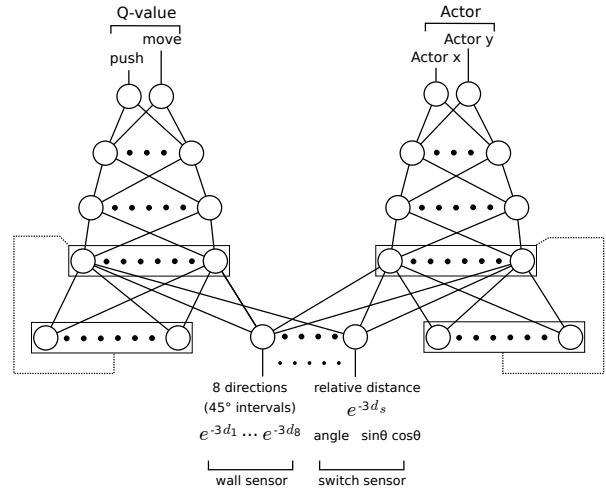 Q-value
move
push
Actor
Actor y
Actor x
8 directions
(45° intervals)
e^-3d_1 ... e^-3d_8
relative distance
e^-3d_s
angle sinθ cosθ
wall sensor
switch sensor